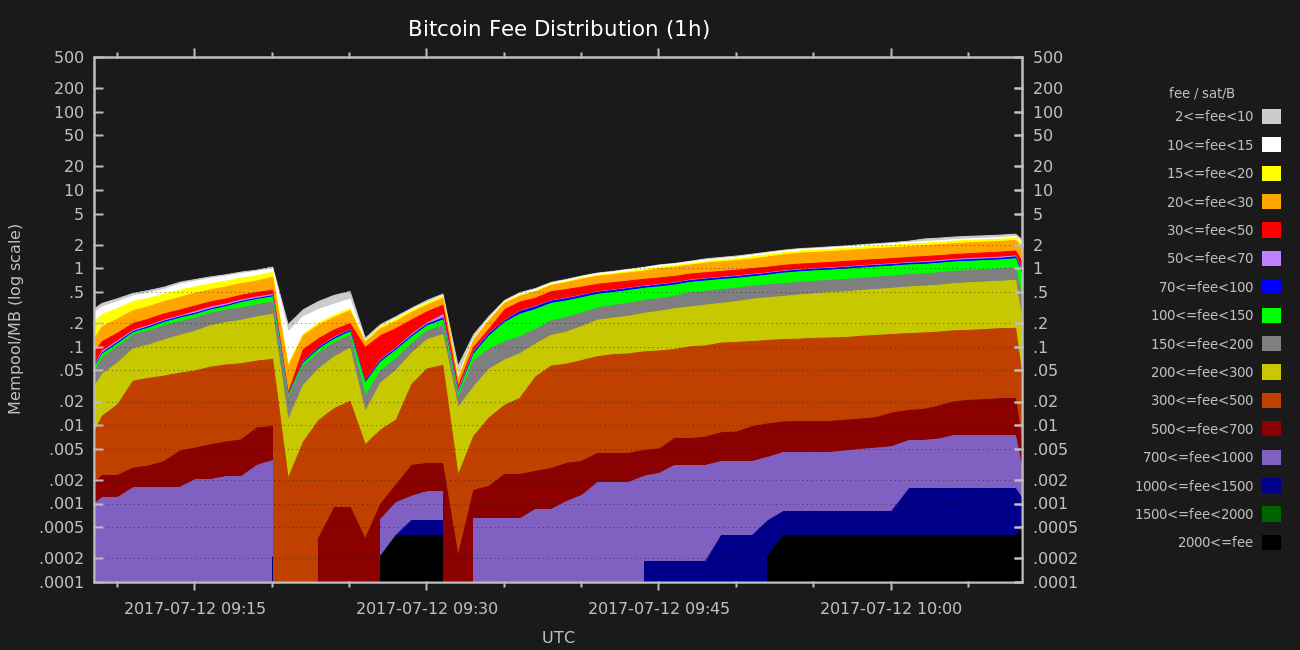 Bitcoin Fee Distribution (1h)
Mempool/MB (log scale)
500
200
100
50
20
10
5
2
1
.5
.2
.1
.05
.02
.01
.005
.002
.001
.0005
.0002
.0001
500
200
100
50
20
10
5
2
1
.5
.2
.1
.05
.02
.01
.005
.002
.001
.0005
.0002
.0001
2017-07-12 09:15
2017-07-12 09:30
2017-07-12 09:45
2017-07-12 10:00
UTC
fee / sat/B
2<=fee<10
10<=fee<15
15<=fee<20
20<=fee<30
30<=fee<50
50<=fee<70
70<=fee<100
100<=fee<150
150<=fee<200
200<=fee<300
300<=fee<500
500<=fee<700
700<=fee<1000
1000<=fee<1500
1500<=fee<2000
2000<=fee